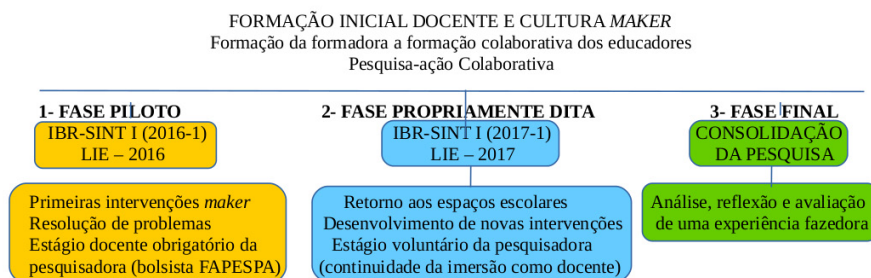 FORMAÇÃO INICIAL DOCENTE E CULTURA MAKER
Formação da formadora a formação colaborativa dos educadores
Pesquisa-ação Colaborativa
1- FASE PILOTO
IBR-SINT I (2016-1)
LIE – 2016
Primeiras intervenções maker
Resolução de problemas
Estágio docente obrigatório da
pesquisadora (bolsista FAPESPA)
2- FASE PROPRIAMENTE DITA
IBR-SINT I (2017-1)
LIE – 2017
Retorno aos espaços escolares
Desenvolvimento de novas intervenções
Estágio voluntário da pesquisadora
(continuidade da imersão como docente)
3- FASE FINAL
CONSOLIDAÇÃO
DA PESQUISA
Análise, reflexão e avaliação
de uma experiência fazedora